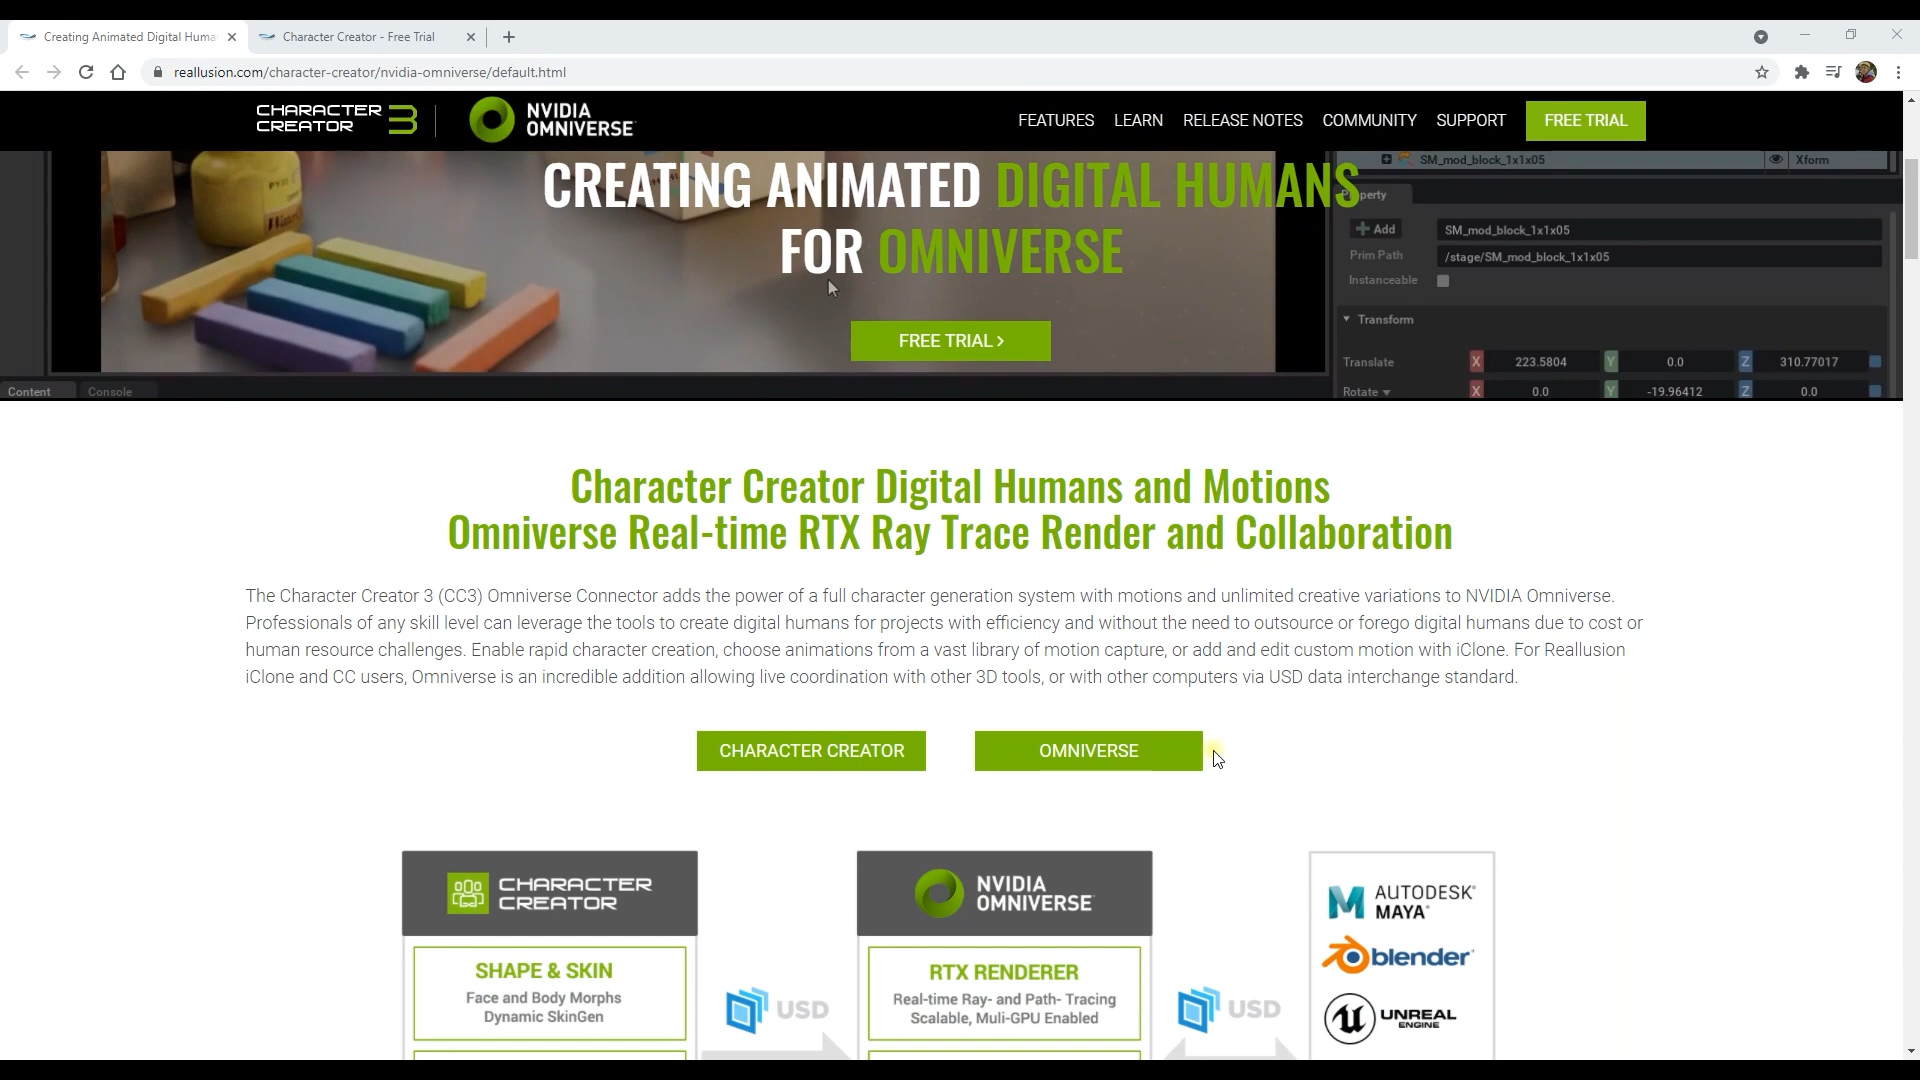 Creating Animated Digital Huma
Character Creator - Free Trial
reallusion.com/character-creator/nvidia-omniverse/default.html
CHARACTER CREATOR 3
NVIDIA OMNIVERSE
FEATURES LEARN RELEASE NOTES COMMUNITY SUPPORT FREE TRIAL
SM_mod_block_1x1x05 Xform
CREATING ANIMATED DIGITAL HUMANS
FOR OMNIVERSE
FREE TRIAL >
perty
Add SM_mod_block_1x1x05
Prim Path /stage/SM_mod_block_1x1x05
Instanceable
Transform
Translate X 223.5804 Y 0.0 Z 310.77017
Rotate X 0.0 Y -19.96412 Z 0.0
Content Console
Character Creator Digital Humans and Motions
Omniverse Real-time RTX Ray Trace Render and Collaboration
The Character Creator 3 (CC3) Omniverse Connector adds the power of a full character generation system with motions and unlimited creative variations to NVIDIA Omniverse.
Professionals of any skill level can leverage the tools to create digital humans for projects with efficiency and without the need to outsource or forego digital humans due to cost or
human resource challenges. Enable rapid character creation, choose animations from a vast library of motion capture, or add and edit custom motion with iClone. For Reallusion
iClone and CC users, Omniverse is an incredible addition allowing live coordination with other 3D tools, or with other computers via USD data interchange standard.
CHARACTER CREATOR
OMNIVERSE
CHARACTER
CREATOR
SHAPE & SKIN
Face and Body Morphs
Dynamic SkinGen
USD
NVIDIA
OMNIVERSE
RTX RENDERER
Real-time Ray- and Path- Tracing
Scalable, Muli-GPU Enabled
USD
AUTODESK
MAYA
blender
UNREAL
ENGINE